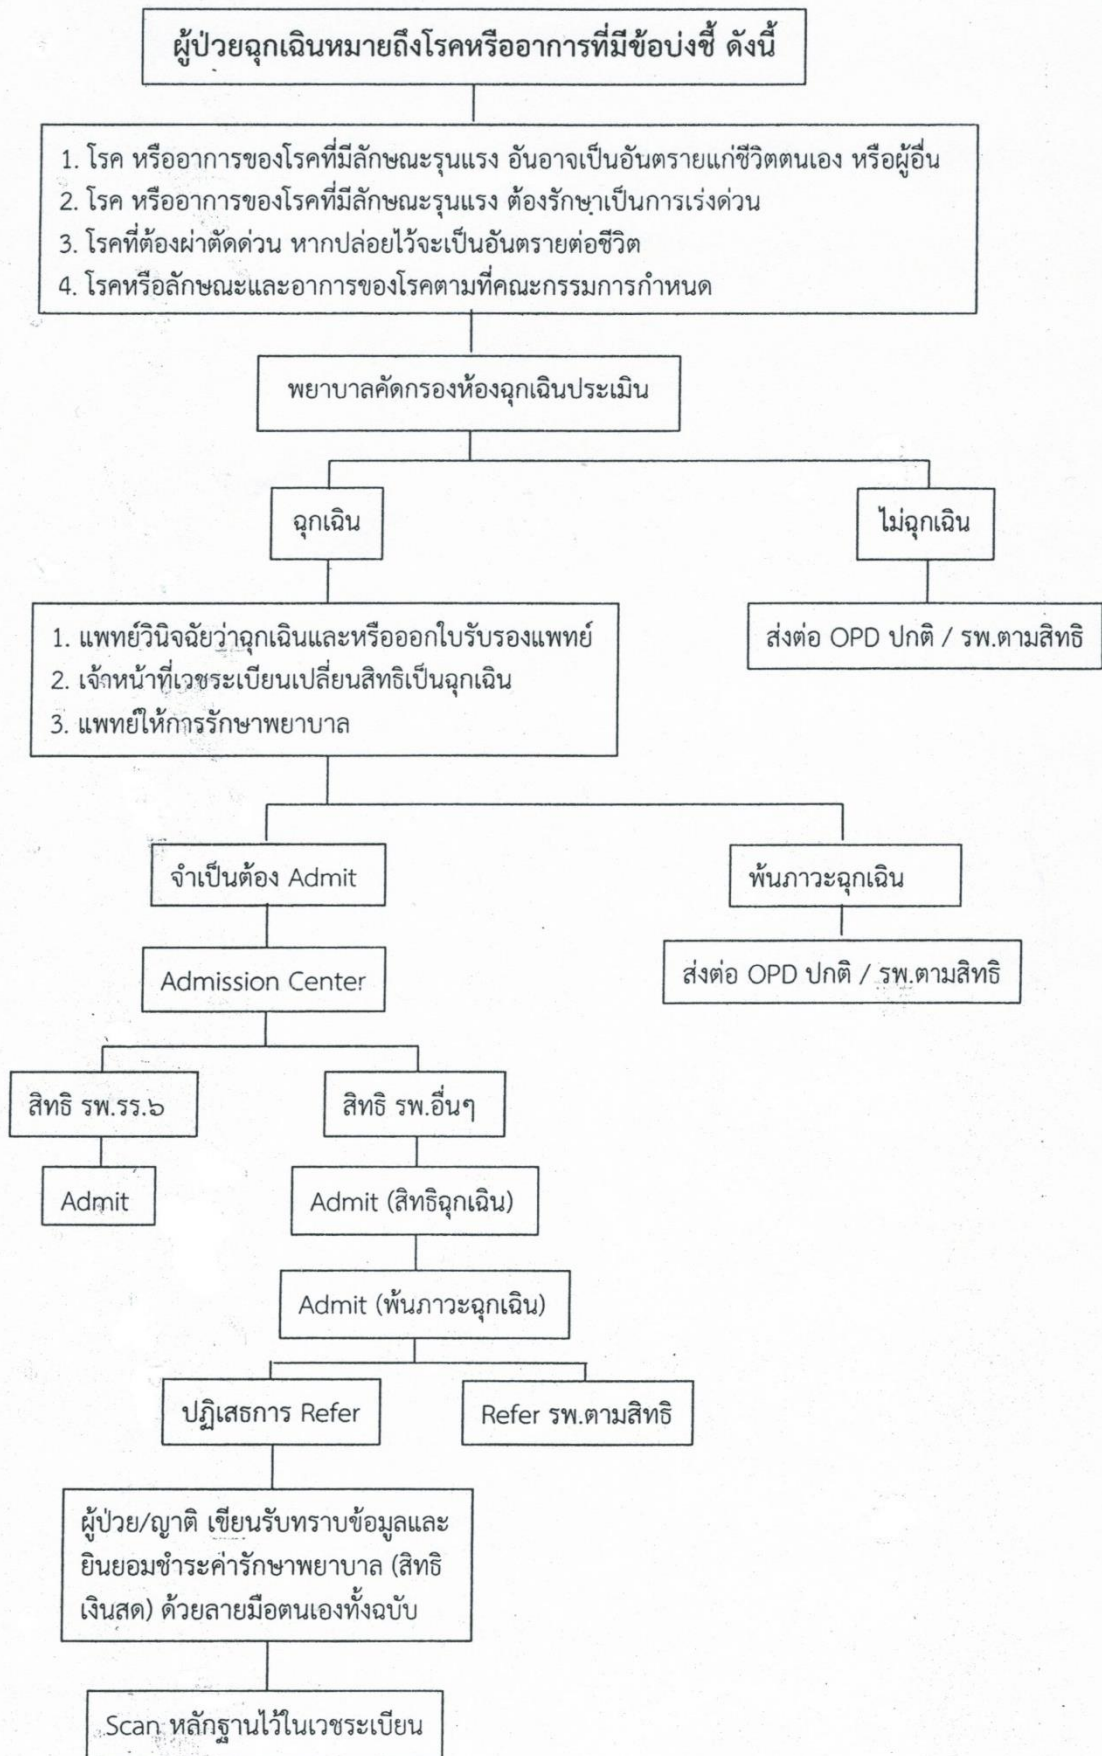 ผู้ป่วยฉุกเฉินหมายถึงโรคหรืออาการที่มีข้อบ่งชี้ ดังนี้
1. โรค หรืออาการของโรคที่มีลักษณะรุนแรง อันอาจเป็นอันตรายแก่ชีวิตตนเอง หรือผู้อื่น
2. โรค หรืออาการของโรคที่มีลักษณะรุนแรง ต้องรักษาเป็นการเร่งด่วน
3. โรคที่ต้องผ่าตัดด่วน หากปล่อยไว้จะเป็นอันตรายต่อชีวิต
4. โรคหรือลักษณะและอาการของโรคตามที่คณะกรรมการกำหนด
พยาบาลคัดกรองห้องฉุกเฉินประเมิน
ฉุกเฉิน
ไม่ฉุกเฉิน
1. แพทย์วินิจฉัยว่าฉุกเฉินและหรือออกใบรับรองแพทย์
2. เจ้าหน้าที่เวชระเบียนเปลี่ยนสิทธิเป็นฉุกเฉิน
3. แพทย์ให้การรักษาพยาบาล
ส่งต่อ OPD ปกติ / รพ.ตามสิทธิ
จำเป็นต้อง Admit
พ้นภาวะฉุกเฉิน
Admission Center
ส่งต่อ OPD ปกติ / รพ.ตามสิทธิ
สิทธิ รพ.รร.๖
สิทธิ รพ.อื่นๆ
Admit
Admit (สิทธิฉุกเฉิน)
Admit (พ้นภาวะฉุกเฉิน)
ปฏิเสธการ Refer
Refer รพ.ตามสิทธิ
ผู้ป่วย/ญาติ เขียนรับทราบข้อมูลและ
ยินยอมชำระค่ารักษาพยาบาล (สิทธิ
เงินสด) ด้วยลายมือตนเองทั้งฉบับ
Scan หลักฐานไว้ในเวชระเบียน